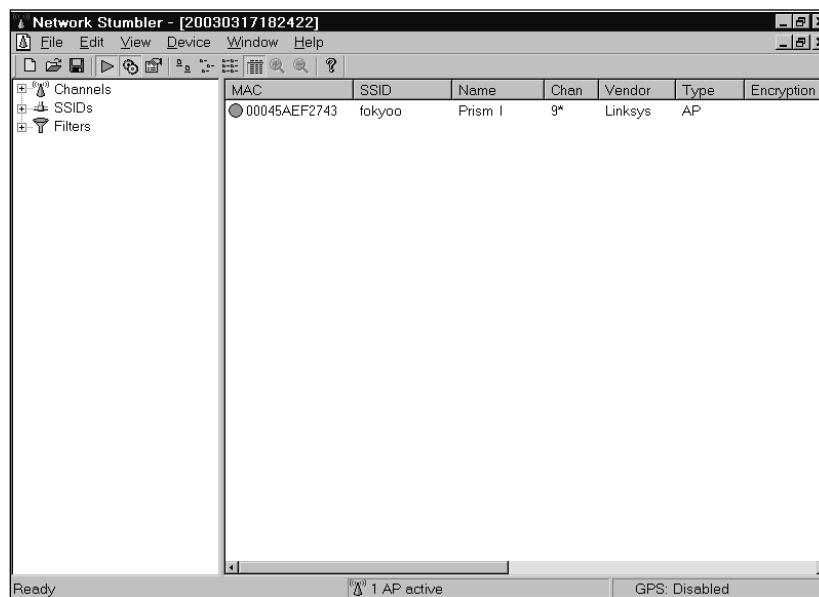 Network Stumbler - [20030317182422]
File Edit View Device Window Help
Channels
SSIDs
Filters
MAC SSID Name Chan Vendor Type Encryption
00045AEF2743 fokyoo Prism I 9* Linksys AP
Ready 1 AP active GPS: Disabled